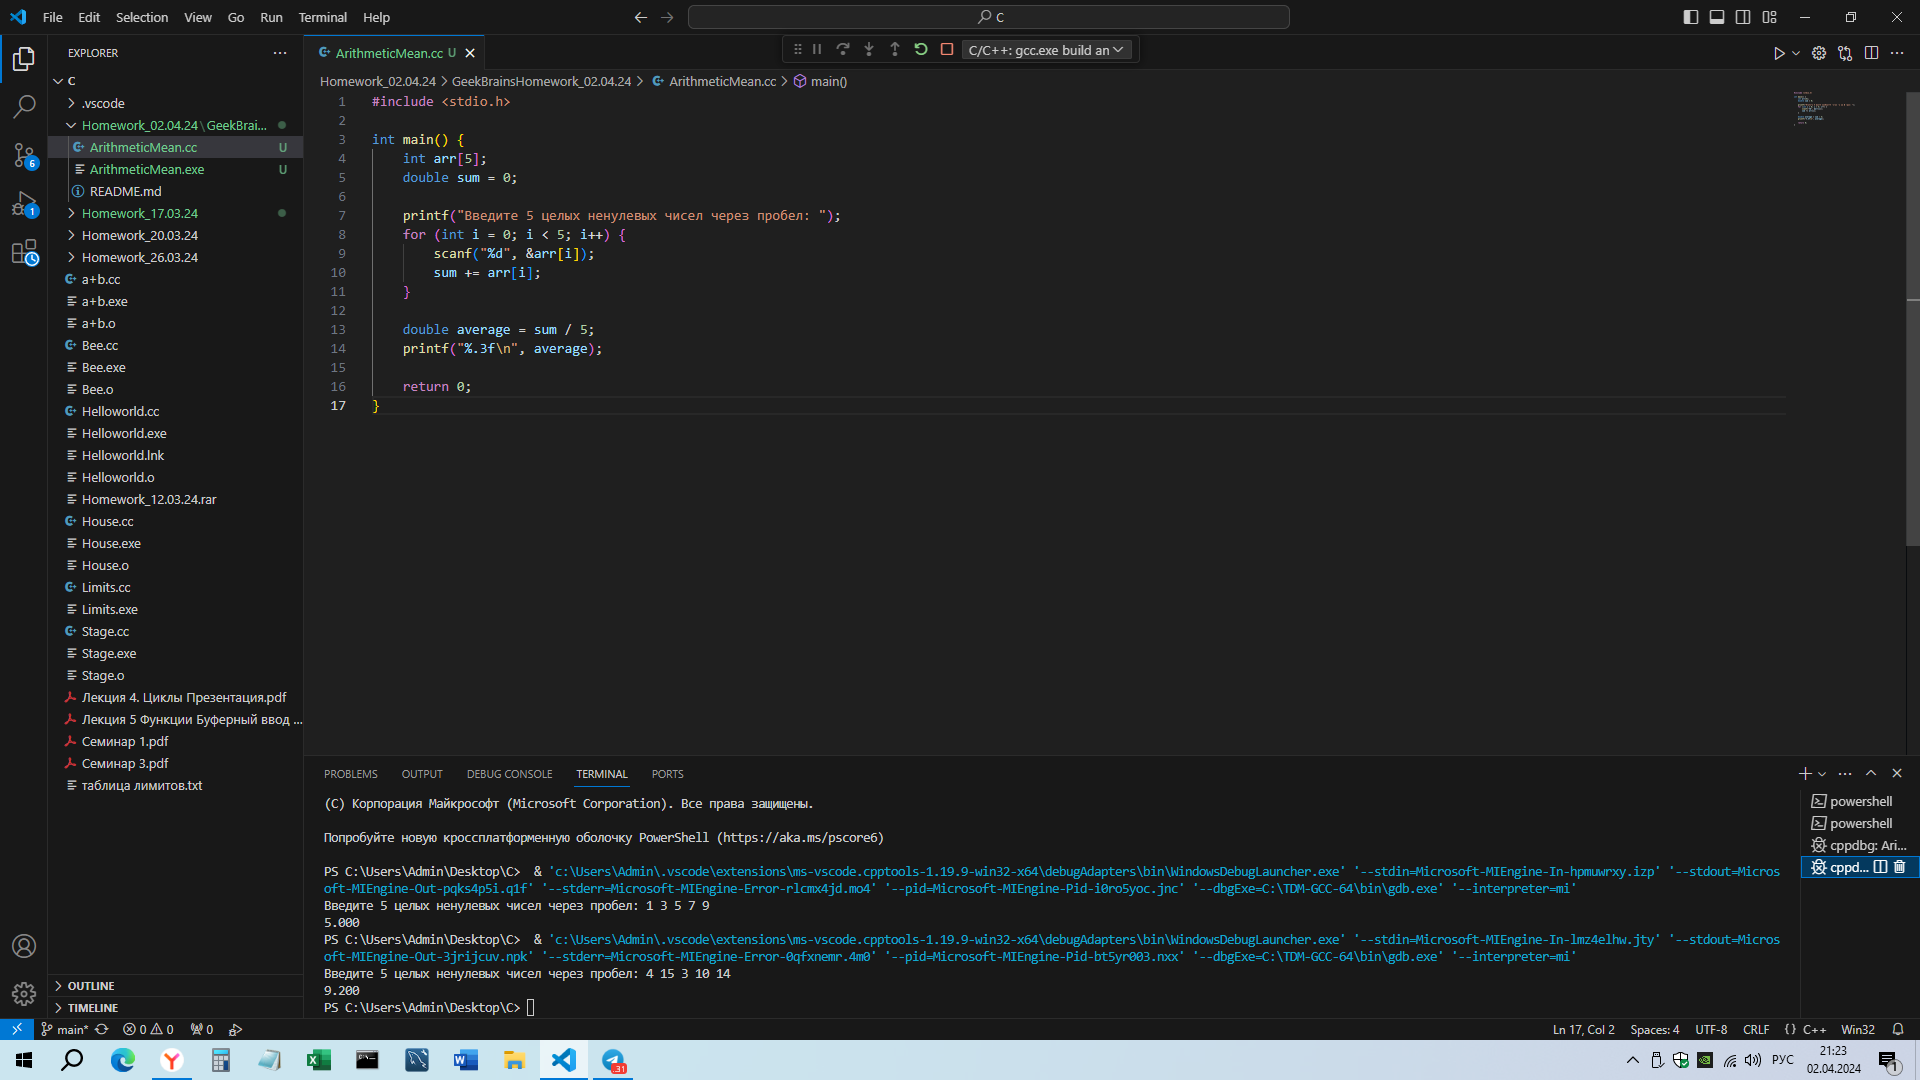 File Edit Selection View Go Run Terminal Help
C
EXPLORER
C
.vscode
Homework_02.04.24\GeekBrai...
ArithmeticMean.cc U
ArithmeticMean.exe U
README.md
Homework_17.03.24
Homework_20.03.24
Homework_26.03.24
a+b.cc
a+b.exe
a+b.o
Bee.cc
Bee.exe
Bee.o
Helloworld.cc
Helloworld.exe
Helloworld.lnk
Helloworld.o
Homework_12.03.24.rar
House.cc
House.exe
House.o
Limits.cc
Limits.exe
Stage.cc
Stage.exe
Stage.o
Лекция 4. Циклы Презентация.pdf
Лекция 5 Функции Буферный ввод ...
Семинар 1.pdf
Семинар 3.pdf
таблица лимитов.txt
OUTLINE
TIMELINE
6
1
ArithmeticMean.cc U
C/C++: gcc.exe build an
Homework_02.04.24 > GeekBrainsHomework_02.04.24 > ArithmeticMean.cc > main()
1 #include <stdio.h>
2
3 int main() {
4 int arr[5];
5 double sum = 0;
6
7 printf("Введите 5 целых ненулевых чисел через пробел: ");
8 for (int i = 0; i < 5; i++) {
9 scanf("%d", &arr[i]);
10 sum += arr[i];
11 }
12
13 double average = sum / 5;
14 printf("%.3f\n", average);
15
16 return 0;
17 }
PROBLEMS OUTPUT DEBUG CONSOLE TERMINAL PORTS
(C) Корпорация Майкрософт (Microsoft Corporation). Все права защищены.
Попробуйте новую кроссплатформенную оболочку PowerShell (https://aka.ms/pscore6)
PS C:\Users\Admin\Desktop\C> & 'c:\Users\Admin\.vscode\extensions\ms-vscode.cpptools-1.19.9-win32-x64\debugAdapters\bin\WindowsDebugLauncher.exe' '--stdin=Microsoft-MIEngine-In-hpmuwrxy.izp' '--stdout=Micros
oft-MIEngine-Out-pqks4p5i.q1f' '--stderr=Microsoft-MIEngine-Error-rlcmx4jd.mo4' '--pid=Microsoft-MIEngine-Pid-i0ro5yoc.jnc' '--dbgExe=C:\TDM-GCC-64\bin\gdb.exe' '--interpreter=mi'
Введите 5 целых ненулевых чисел через пробел: 1 3 5 7 9
5.000
PS C:\Users\Admin\Desktop\C> & 'c:\Users\Admin\.vscode\extensions\ms-vscode.cpptools-1.19.9-win32-x64\debugAdapters\bin\WindowsDebugLauncher.exe' '--stdin=Microsoft-MIEngine-In-lmz4elhw.jty' '--stdout=Micros
oft-MIEngine-Out-3jrijcuv.npk' '--stderr=Microsoft-MIEngine-Error-0qfxnemr.4m0' '--pid=Microsoft-MIEngine-Pid-bt5yr003.nxx' '--dbgExe=C:\TDM-GCC-64\bin\gdb.exe' '--interpreter=mi'
Введите 5 целых ненулевых чисел через пробел: 4 15 3 10 14
9.200
PS C:\Users\Admin\Desktop\C>
powershell
powershell
cppdbg: Ari...
cppd...
main* 0 0 0
Ln 17, Col 2 Spaces: 4 UTF-8 CRLF {} C++ Win32
31
РУС
21:23
02.04.2024
1